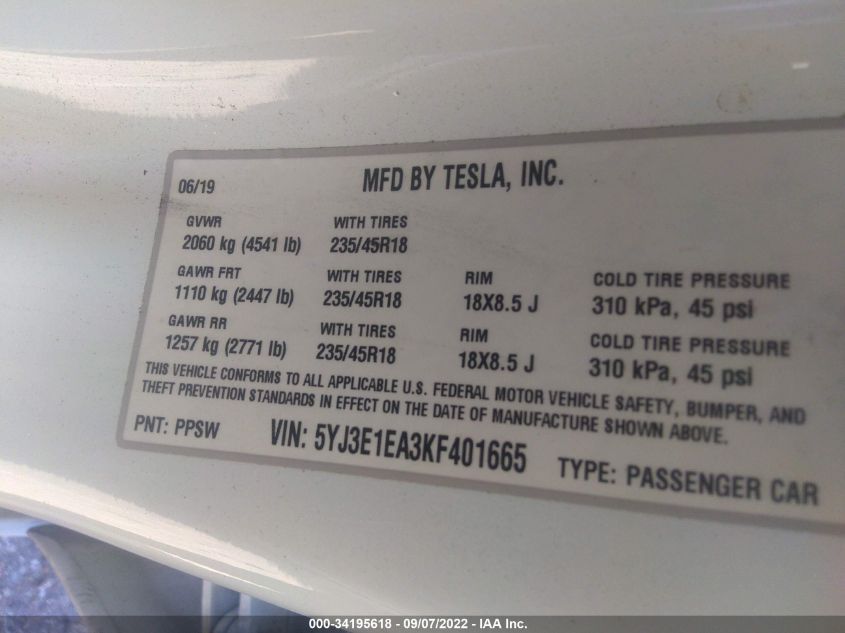 06/19 MFD BY TESLA, INC.
GVWR WITH TIRES
2060 kg (4541 lb) 235/45R18
GAWR FRT WITH TIRES RIM COLD TIRE PRESSURE
1110 kg (2447 lb) 235/45R18 18X8.5 J 310 kPa, 45 psi
GAWR RR WITH TIRES RIM COLD TIRE PRESSURE
1257 kg (2771 lb) 235/45R18 18X8.5 J 310 kPa, 45 psi
THIS VEHICLE CONFORMS TO ALL APPLICABLE U.S. FEDERAL MOTOR VEHICLE SAFETY, BUMPER, AND
THEFT PREVENTION STANDARDS IN EFFECT ON THE DATE OF MANUFACTURE SHOWN ABOVE.
PNT: PPSW VIN: 5YJ3E1EA3KF401665 TYPE: PASSENGER CAR
000-34195618 - 09/07/2022 - IAA Inc.